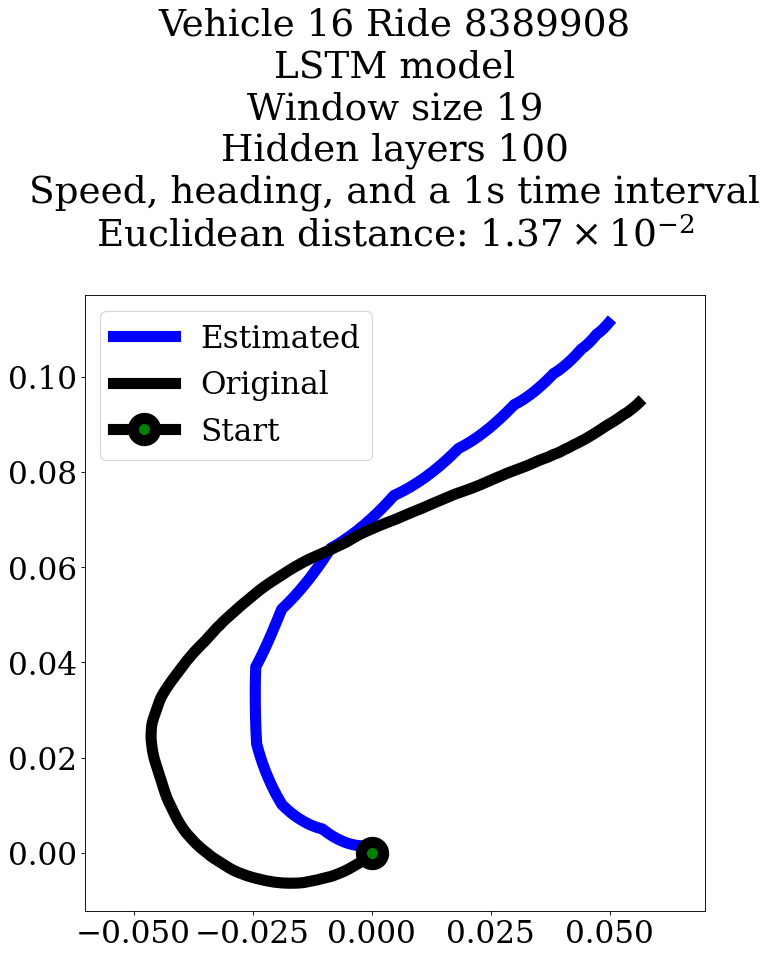 Vehicle 16 Ride 8389908
LSTM model
Window size 19
Hidden layers 100
Speed, heading, and a 1s time interval
Euclidean distance: 1.37 × 10⁻²
Estimated
Original
Start
0.10
0.08
0.06
0.04
0.02
0.00
−0.050 −0.025 0.000 0.025 0.050